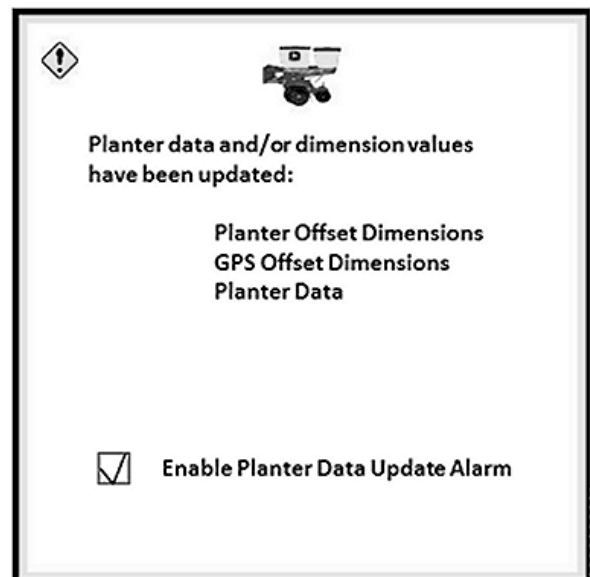 Planter data and/or dimension values
have been updated:
Planter Offset Dimensions
GPS Offset Dimensions
Planter Data
Enable Planter Data Update Alarm